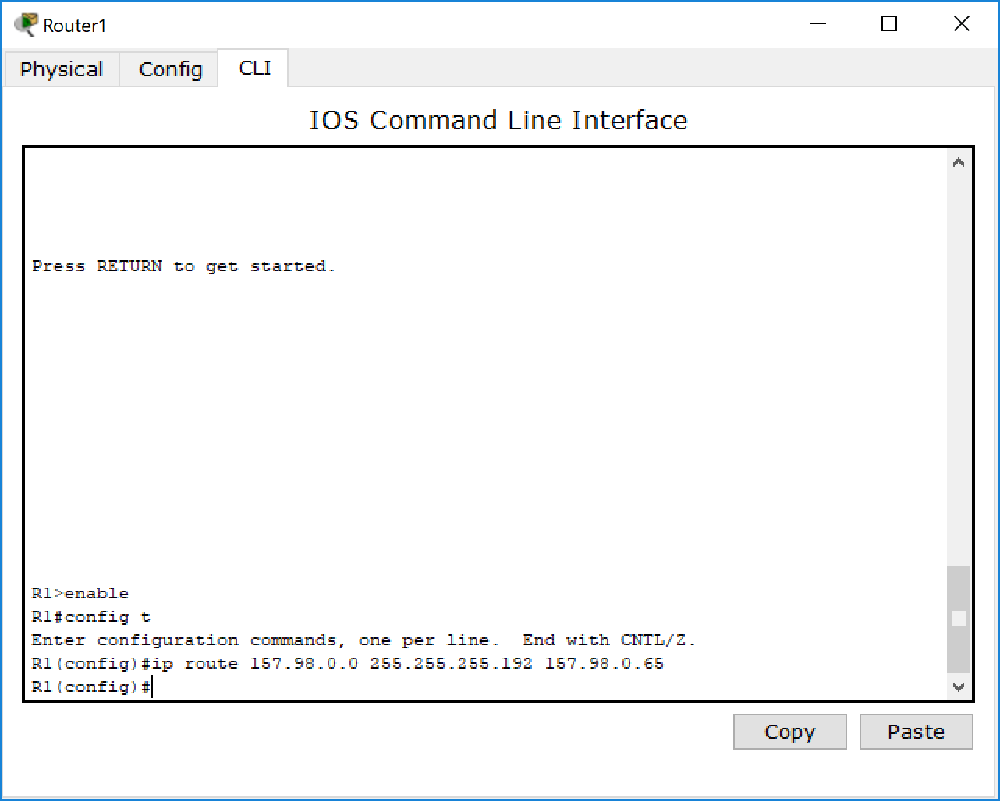 Router1
Physical Config CLI
IOS Command Line Interface
Press RETURN to get started.
R1>enable
R1#config t
Enter configuration commands, one per line.  End with CNTL/Z.
R1(config)#ip route 157.98.0.0 255.255.255.192 157.98.0.65
R1(config)#
Copy Paste